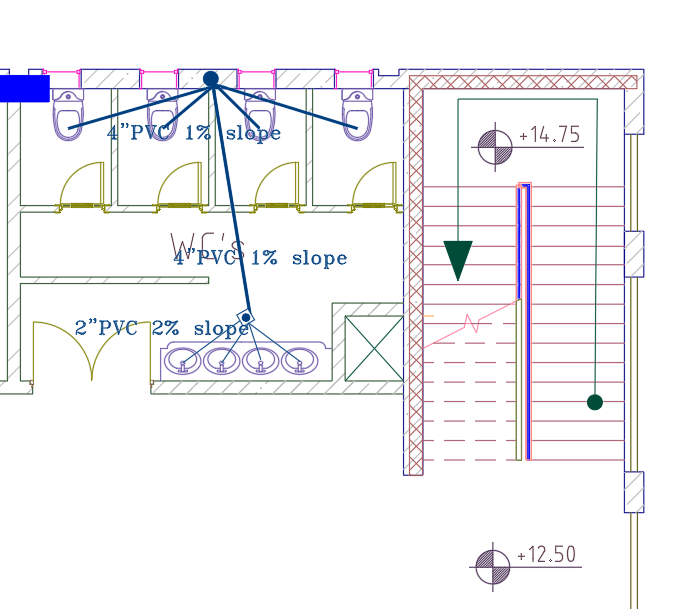 4"PVC 1% slope
+14.75
WC's
4"PVC 1% slope
2"PVC 2% slope
+12.50